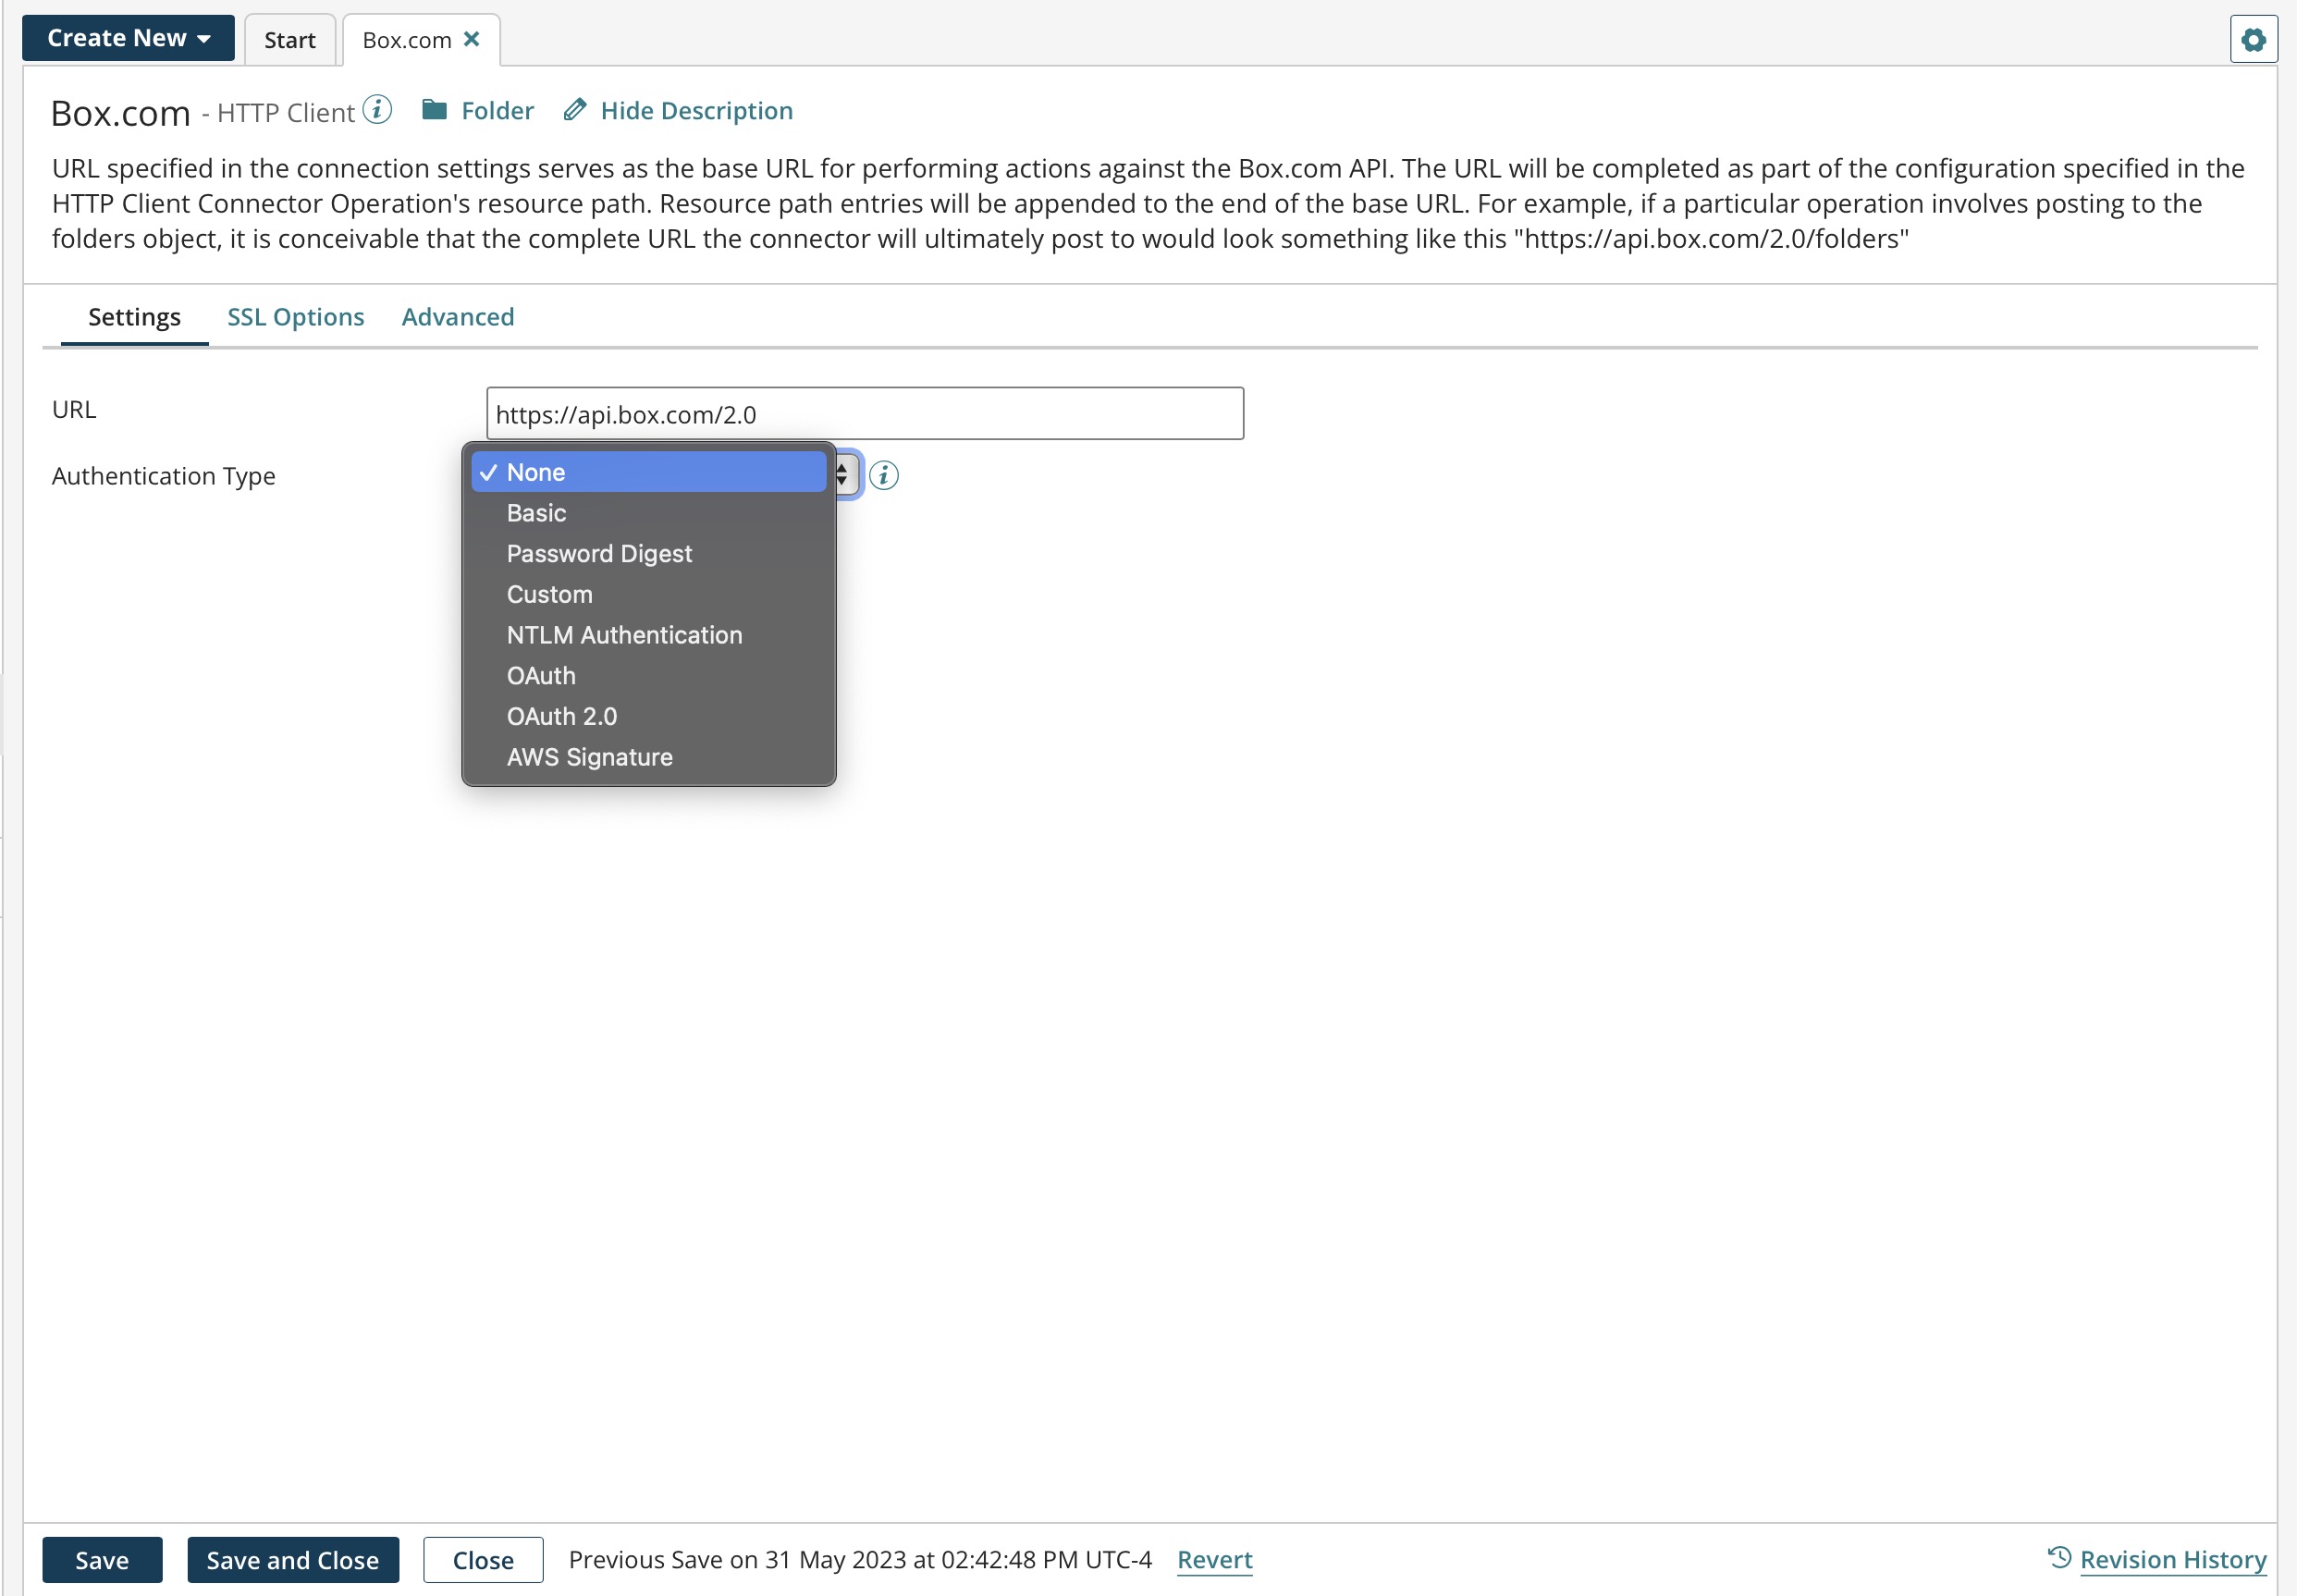 Create New
Start
Box.com
Box.com - HTTP Client
Folder
Hide Description
URL specified in the connection settings serves as the base URL for performing actions against the Box.com API. The URL will be completed as part of the configuration specified in the
HTTP Client Connector Operation's resource path. Resource path entries will be appended to the end of the base URL. For example, if a particular operation involves posting to the
folders object, it is conceivable that the complete URL the connector will ultimately post to would look something like this "https://api.box.com/2.0/folders"
Settings
SSL Options
Advanced
URL
https://api.box.com/2.0
Authentication Type
None
Basic
Password Digest
Custom
NTLM Authentication
OAuth
OAuth 2.0
AWS Signature
Save
Save and Close
Close
Previous Save on 31 May 2023 at 02:42:48 PM UTC-4
Revert
Revision History